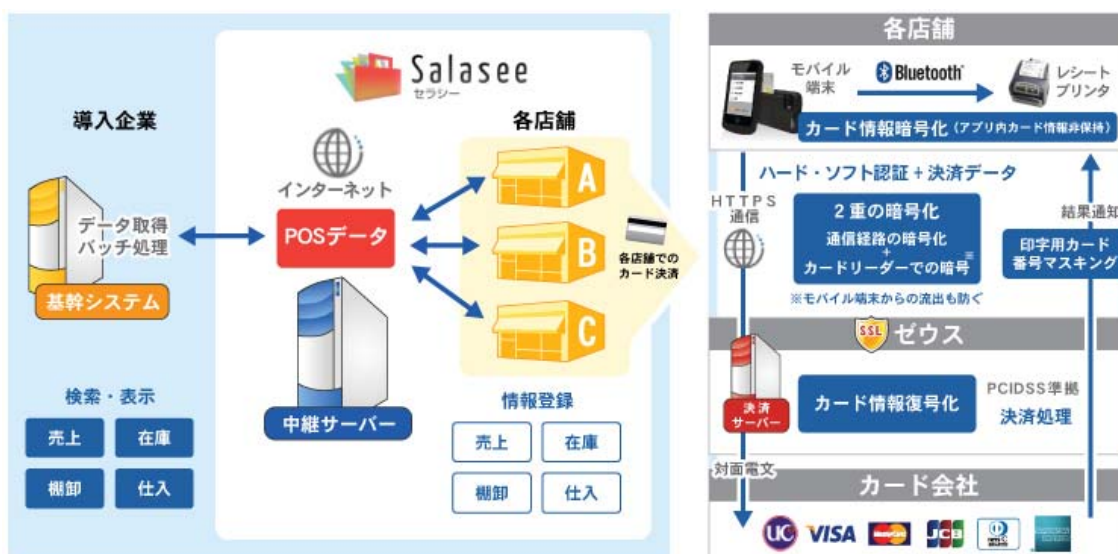 Salasee
セラシー
導入企業
データ取得
バッチ処理
基幹システム
検索・表示
売上
在庫
棚卸
仕入
インターネット
POSデータ
中継サーバー
各店舗
A
B
C
各店舗での
カード決済
情報登録
売上
在庫
棚卸
仕入
各店舗
モバイル
端末
Bluetooth
レシート
プリンタ
カード情報暗号化(アプリ内カード情報非保持)
ハード・ソフト認証+決済データ
HTTPS
通信
2重の暗号化
通信経路の暗号化
+
カードリーダーでの暗号※
※モバイル端末からの流出も防ぐ
結果通知
印字用カード
番号マスキング
SSL ゼウス
決済
サーバー
カード情報復号化
PCIDSS準拠
決済処理
対面電文
カード会社
UC VISA MasterCard JCB